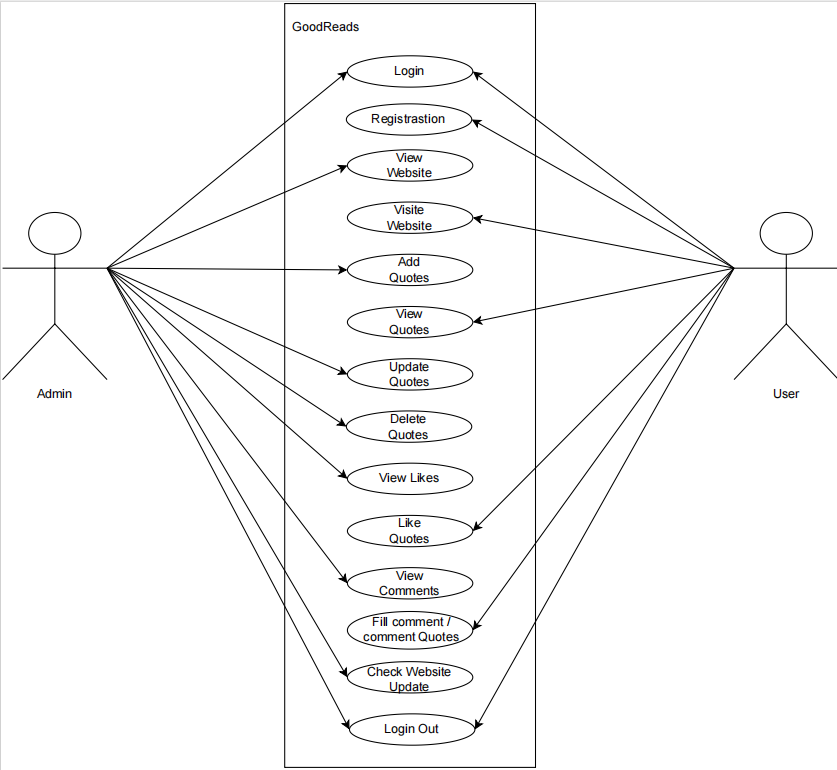 GoodReads
Login
Registrastion
View
Website
Visite
Website
Add
Quotes
View
Quotes
Update
Quotes
Delete
Quotes
View Likes
Like
Quotes
View
Comments
Fill comment /
comment Quotes
Check Website
Update
Login Out
Admin
User